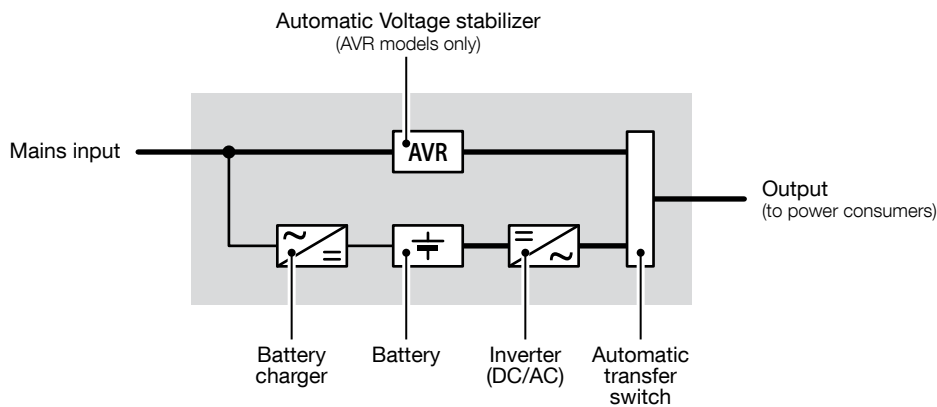 Automatic Voltage stabilizer
(AVR models only)
Mains input
AVR
Output
(to power consumers)
Battery
charger
Battery
Inverter
(DC/AC)
Automatic
transfer
switch